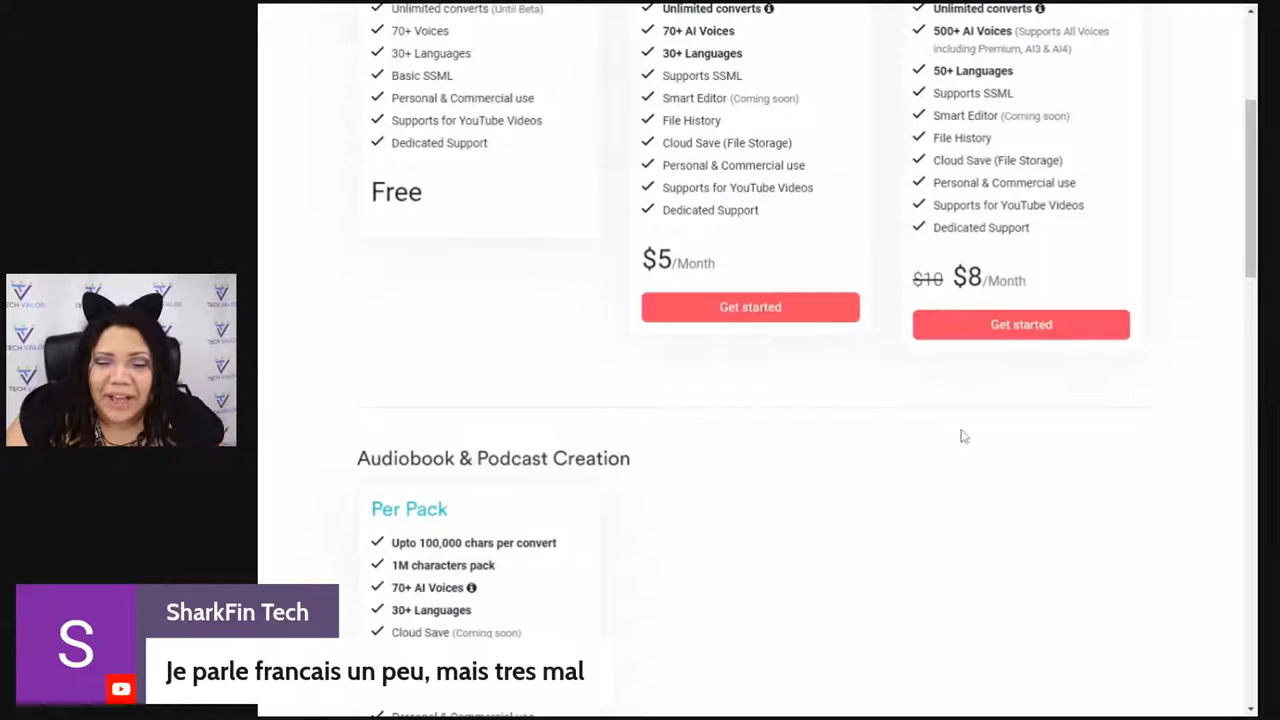 Unlimited converts (Until Beta)
70+ Voices
30+ Languages
Basic SSML
Personal & Commercial use
Supports for YouTube Videos
Dedicated Support
Free
Unlimited converts
70+ AI Voices
30+ Languages
Supports SSML
Smart Editor (Coming soon)
File History
Cloud Save (File Storage)
Personal & Commercial use
Supports for YouTube Videos
Dedicated Support
$5/Month
Get started
Unlimited converts
500+ AI Voices (Supports All Voices
including Premium, AI3 & AI4)
50+ Languages
Supports SSML
Smart Editor (Coming soon)
File History
Cloud Save (File Storage)
Personal & Commercial use
Supports for YouTube Videos
Dedicated Support
$10 $8/Month
Get started
Audiobook & Podcast Creation
Per Pack
Upto 100,000 chars per convert
1M characters pack
70+ AI Voices
30+ Languages
Cloud Save (Coming soon)
Personal & Commercial use
S
SharkFin Tech
Je parle francais un peu, mais tres mal